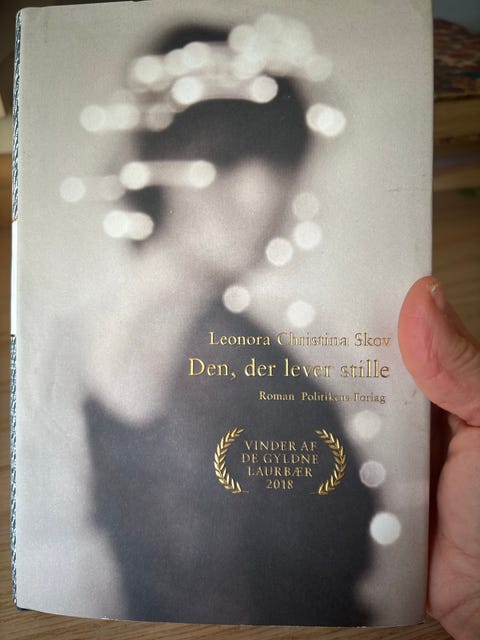 Leonora Christina Skov
Den, der lever stille
Roman Politikens Forlag
VINDER AF
DE GYLDNE
LAURBÆR
2018